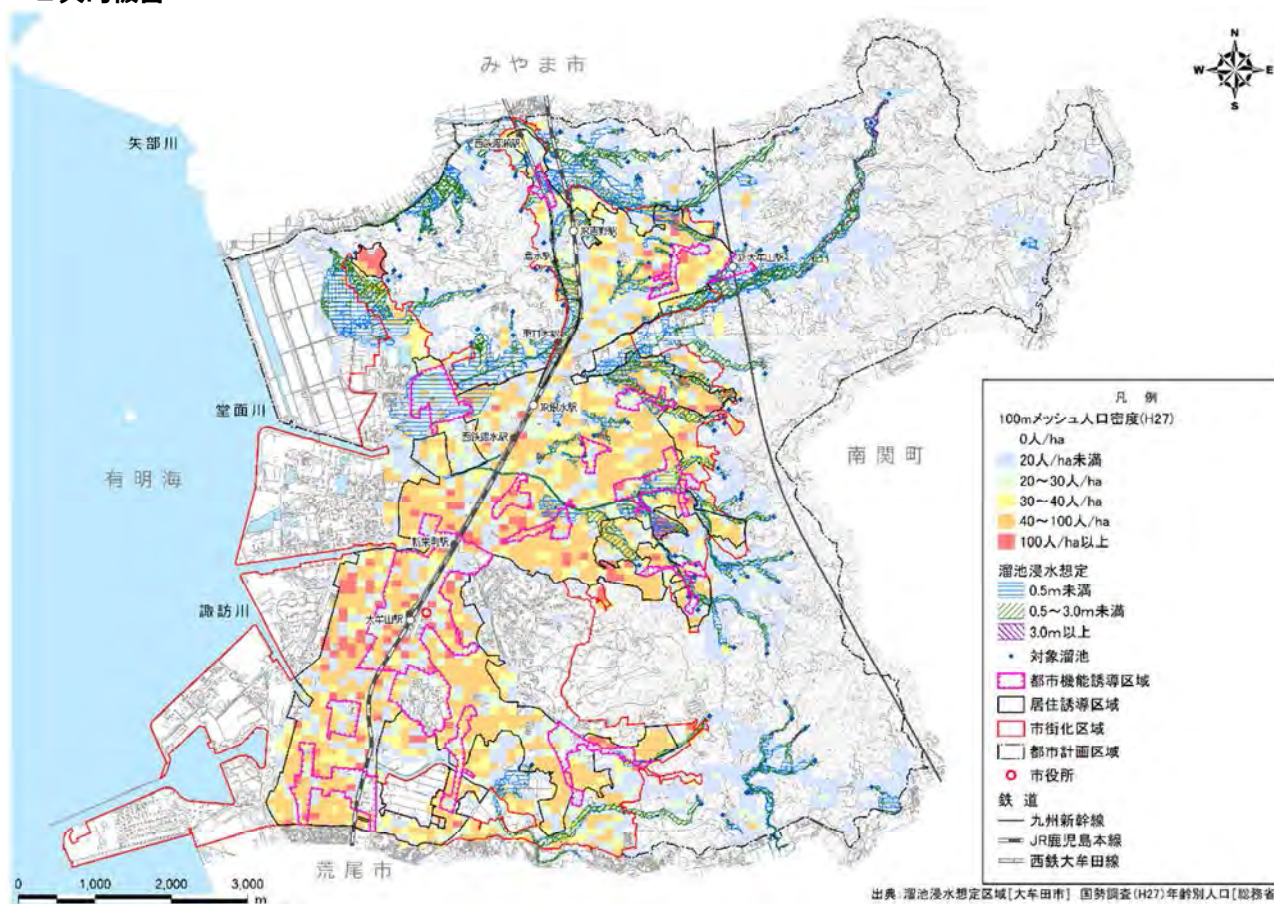 みやま市
N
W
E
S
矢部川
西鉄渡瀬駅
JR吉野駅
新大牟田駅
堂面川
JR銀水駅
西鉄銀水駅
南関町
有明海
新栄町駅
諏訪川
大牟田駅
荒尾市
凡 例
100mメッシュ人口密度(H27)
0人/ha
20人/ha未満
20～30人/ha
30～40人/ha
40～100人/ha
100人/ha以上
溜池浸水想定
0.5m未満
0.5～3.0m未満
3.0m以上
対象溜池
都市機能誘導区域
居住誘導区域
市街化区域
都市計画区域
市役所
鉄 道
九州新幹線
JR鹿児島本線
西鉄大牟田線
0 1,000 2,000 3,000
m
出典:溜池浸水想定区域[大牟田市] 国勢調査(H27)年齢別人口[総務省